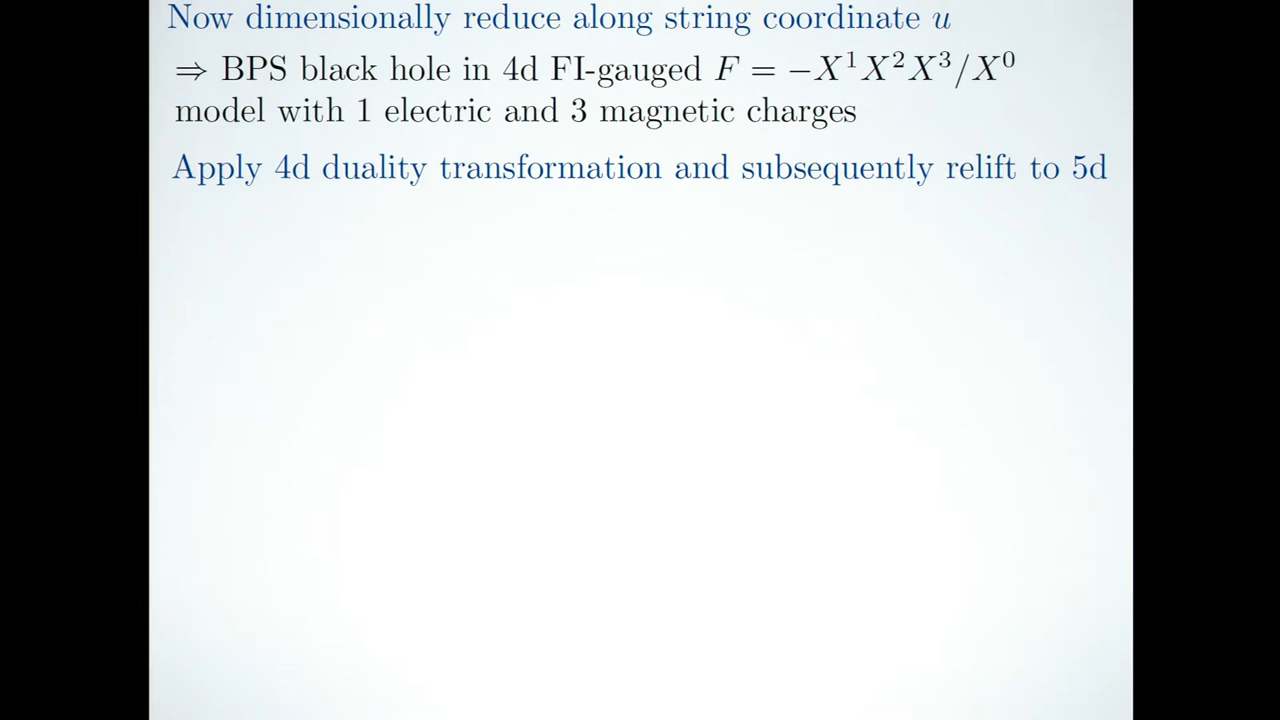 Now dimensionally reduce along string coordinate u
⇒ BPS black hole in 4d FI-gauged F = −X¹X²X³/X⁰
model with 1 electric and 3 magnetic charges
Apply 4d duality transformation and subsequently relift to 5d